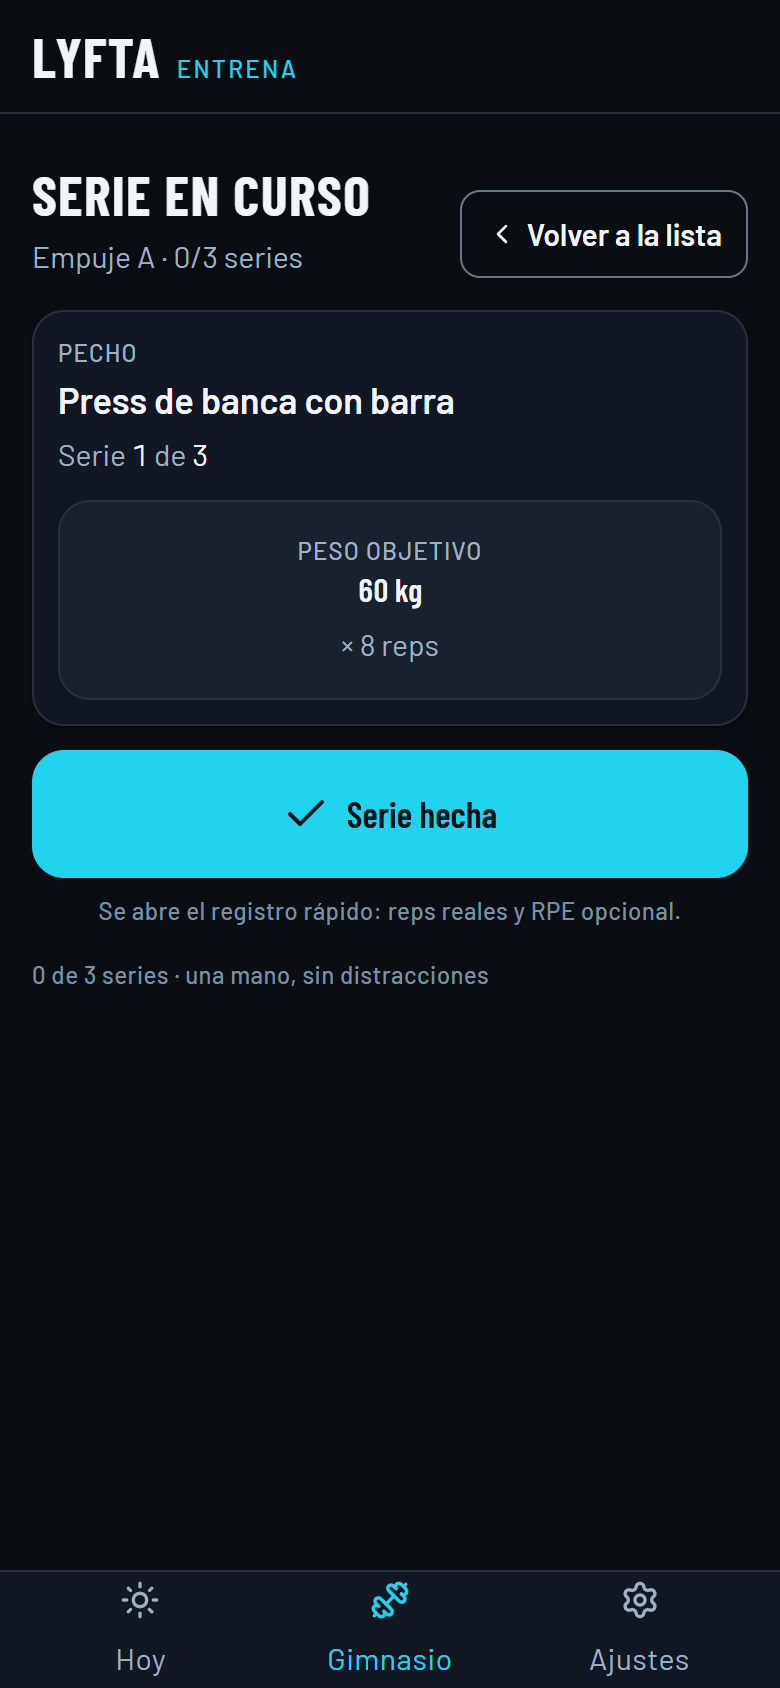 LYFTA ENTRENA
SERIE EN CURSO
Empuje A · 0/3 series
Volver a la lista
PECHO
Press de banca con barra
Serie 1 de 3
PESO OBJETIVO
60 kg
× 8 reps
Serie hecha
Se abre el registro rápido: reps reales y RPE opcional.
0 de 3 series · una mano, sin distracciones
Hoy
Gimnasio
Ajustes